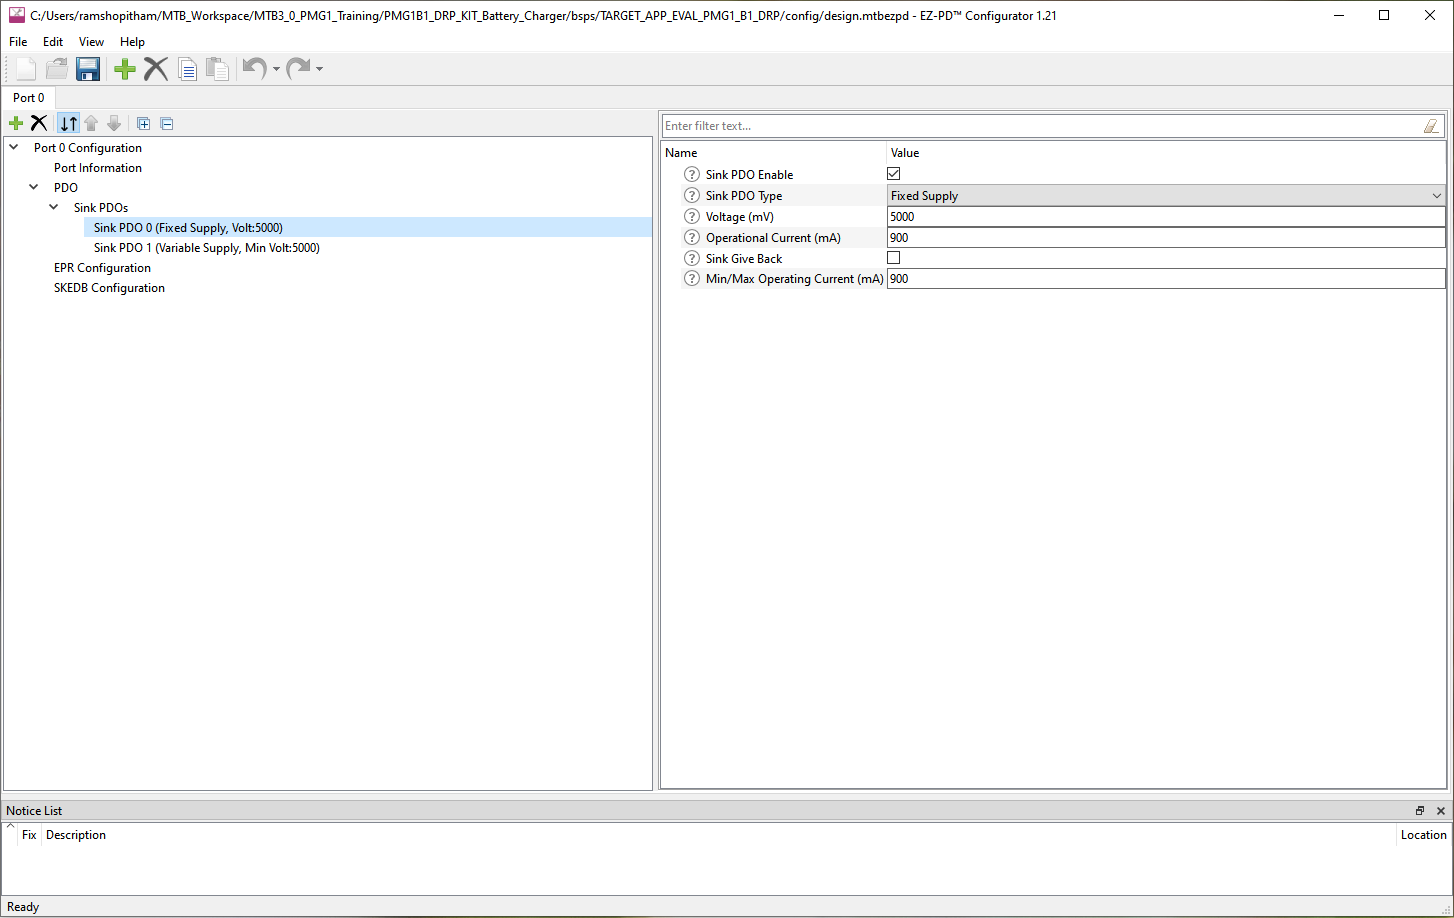 C:/Users/ramshopitham/MTB_Workspace/MTB3_0_PMG1_Training/PMG1B1_DRP_KIT_Battery_Charger/bsps/TARGET_APP_EVAL_PMG1_B1_DRP/config/design.mtbezpd - EZ-PD™ Configurator 1.21
File Edit View Help
Port 0
Port 0 Configuration
Port Information
PDO
Sink PDOs
Sink PDO 0 (Fixed Supply, Volt:5000)
Sink PDO 1 (Variable Supply, Min Volt:5000)
EPR Configuration
SKEDB Configuration
Enter filter text...
Name Value
? Sink PDO Enable
? Sink PDO Type Fixed Supply
? Voltage (mV) 5000
? Operational Current (mA) 900
? Sink Give Back
? Min/Max Operating Current (mA) 900
Notice List
Fix Description Location
Ready